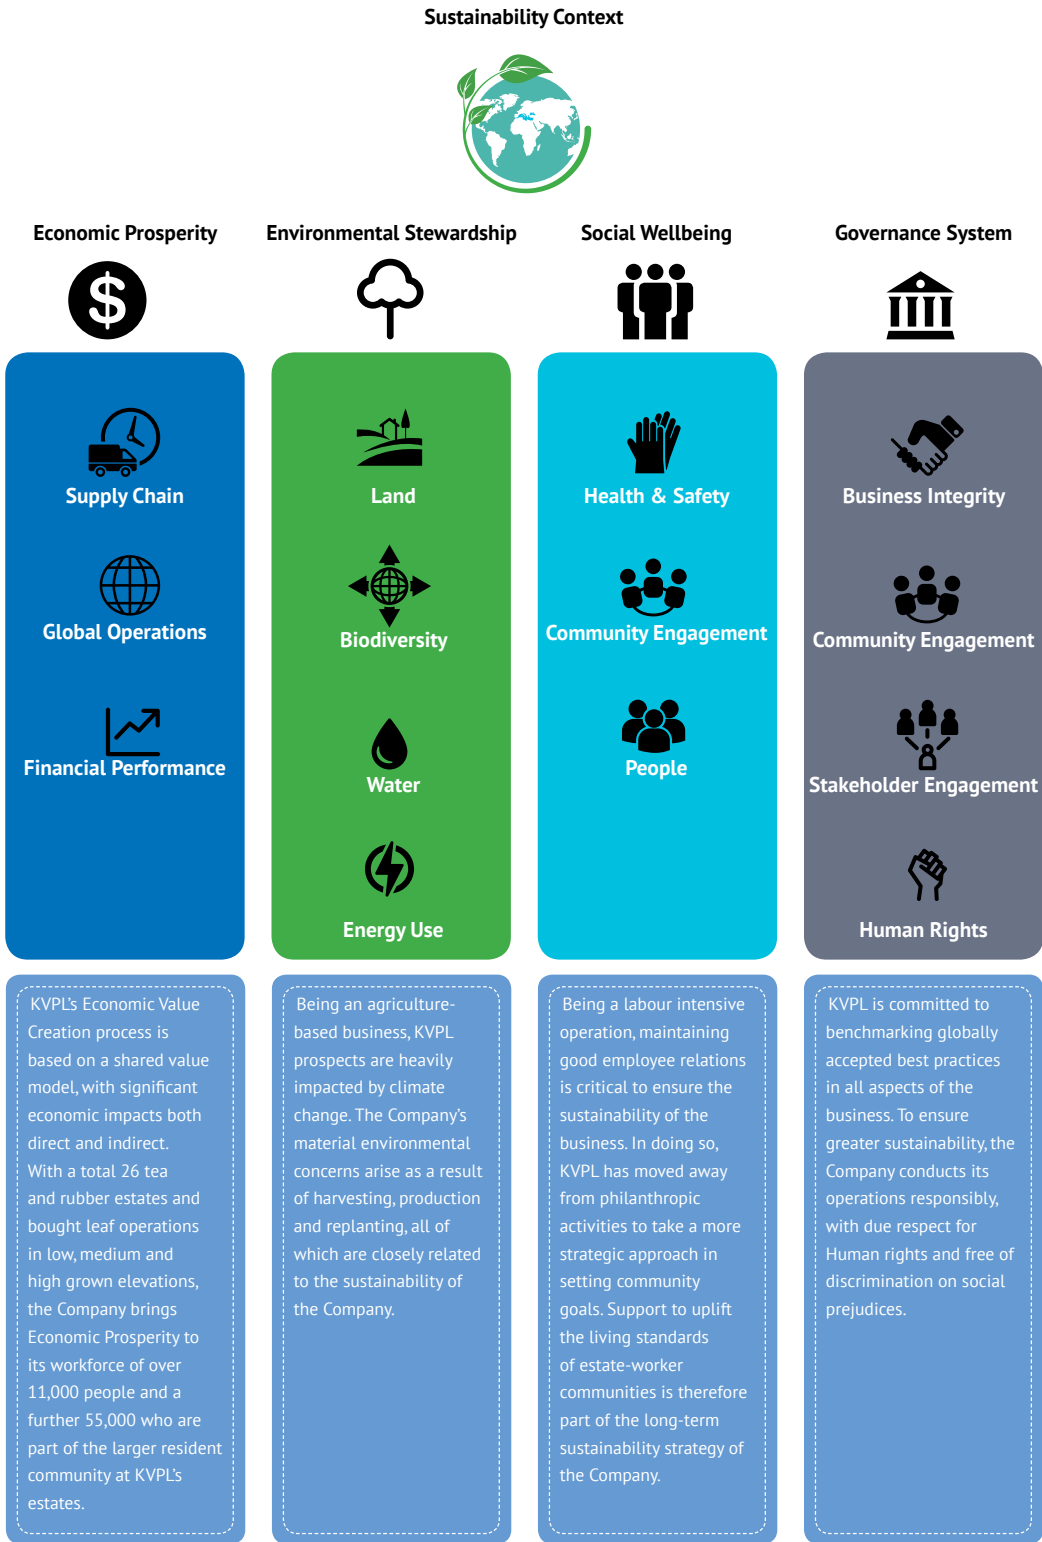 Sustainability Context
Economic Prosperity
Supply Chain
Global Operations
Financial Performance
KVPL's Economic Value
Creation process is
based on a shared value
model, with significant
economic impacts both
direct and indirect.
With a total 26 tea
and rubber estates and
bought leaf operations
in low, medium and
high grown elevations,
the Company brings
Economic Prosperity to
its workforce of over
11,000 people and a
further 55,000 who are
part of the larger resident
community at KVPL's
estates.
Environmental Stewardship
Land
Biodiversity
Water
Energy Use
Being an agriculture-
based business, KVPL
prospects are heavily
impacted by climate
change. The Company's
material environmental
concerns arise as a result
of harvesting, production
and replanting, all of
which are closely related
to the sustainability of
the Company.
Social Wellbeing
Health & Safety
Community Engagement
People
Being a labour intensive
operation, maintaining
good employee relations
is critical to ensure the
sustainability of the
business. In doing so,
KVPL has moved away
from philanthropic
activities to take a more
strategic approach in
setting community
goals. Support to uplift
the living standards
of estate-worker
communities is therefore
part of the long-term
sustainability strategy of
the Company.
Governance System
Business Integrity
Community Engagement
Stakeholder Engagement
Human Rights
KVPL is committed to
benchmarking globally
accepted best practices
in all aspects of the
business. To ensure
greater sustainability, the
Company conducts its
operations responsibly,
with due respect for
Human rights and free of
discrimination on social
prejudices.